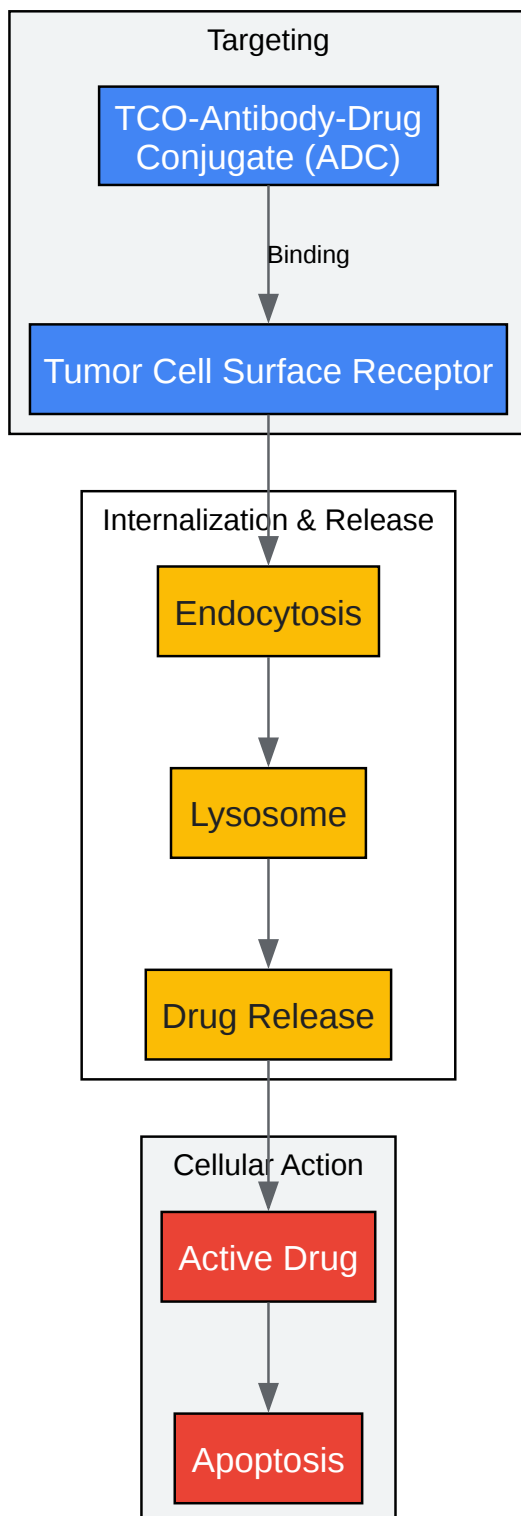 Targeting
TCO-Antibody-Drug
Conjugate (ADC)
Binding
Tumor Cell Surface Receptor
Internalization & Release
Endocytosis
Lysosome
Drug Release
Cellular Action
Active Drug
Apoptosis